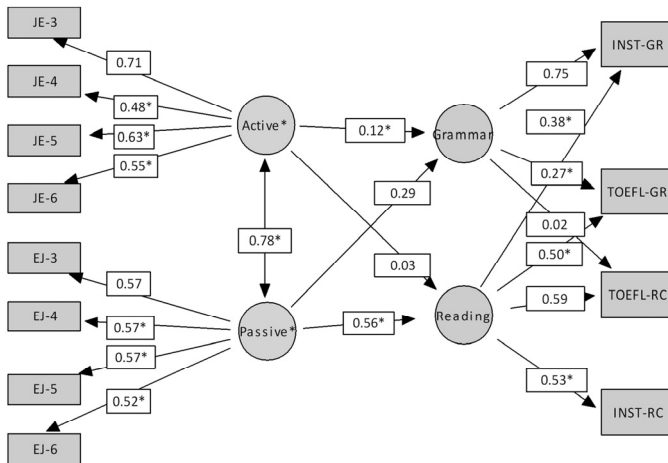 JE-3
0.71
JE-4
0.48*
JE-5
0.63*
JE-6
0.55*
EJ-3
0.57
EJ-4
0.57*
EJ-5
0.57*
EJ-6
0.52*
Active*
Passive*
0.78*
0.12*
0.29
0.03
0.56*
Grammar
Reading
0.75
0.38*
0.27*
0.02
0.50*
0.59
0.53*
INST-GR
TOEFL-GR
TOEFL-RC
INST-RC